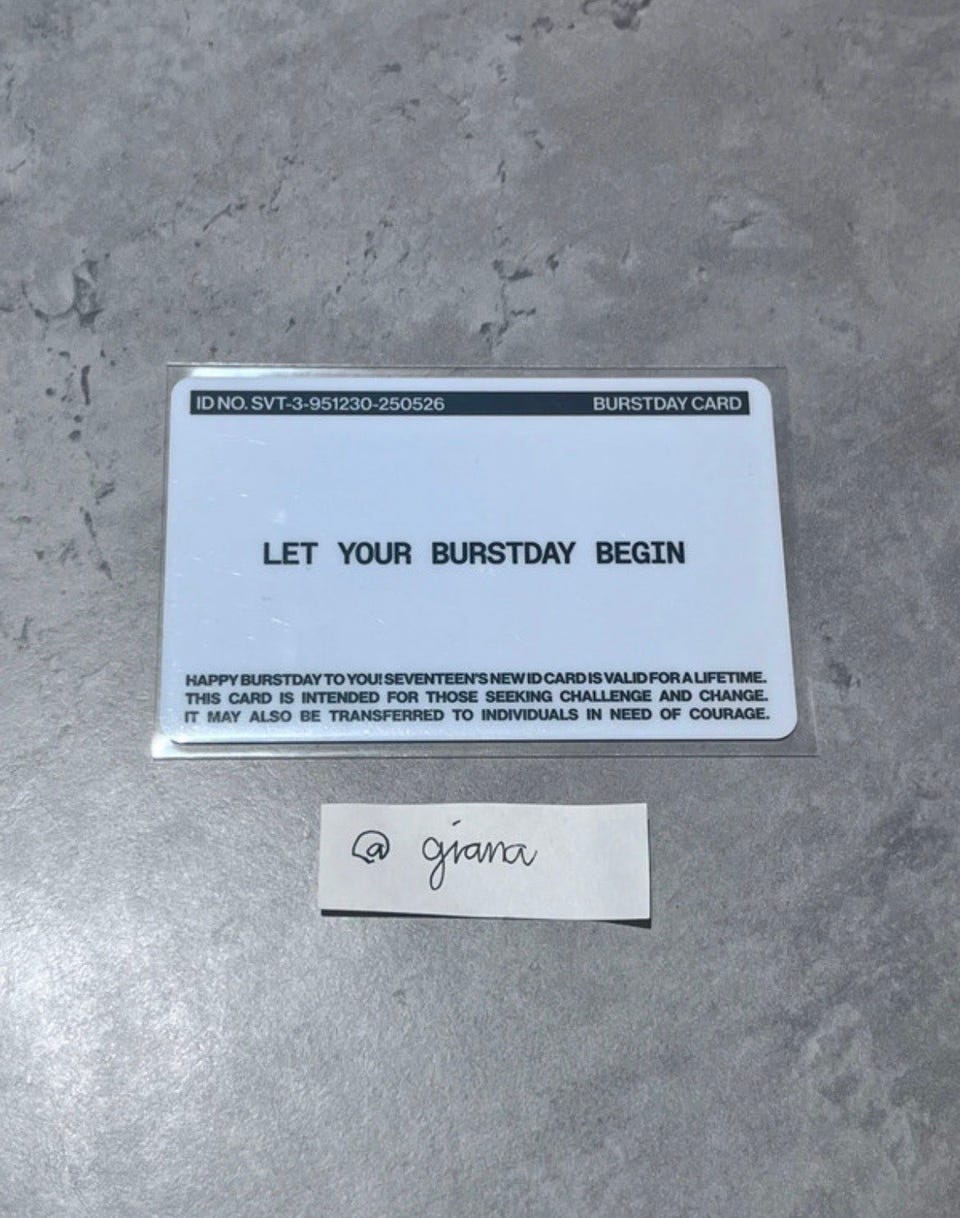 ID NO. SVT-3-951230-250526 BURSTDAY CARD
LET YOUR BURSTDAY BEGIN
HAPPY BURSTDAY TO YOU! SEVENTEEN'S NEW ID CARD IS VALID FOR A LIFETIME.
THIS CARD IS INTENDED FOR THOSE SEEKING CHALLENGE AND CHANGE.
IT MAY ALSO BE TRANSFERRED TO INDIVIDUALS IN NEED OF COURAGE.
@ giana